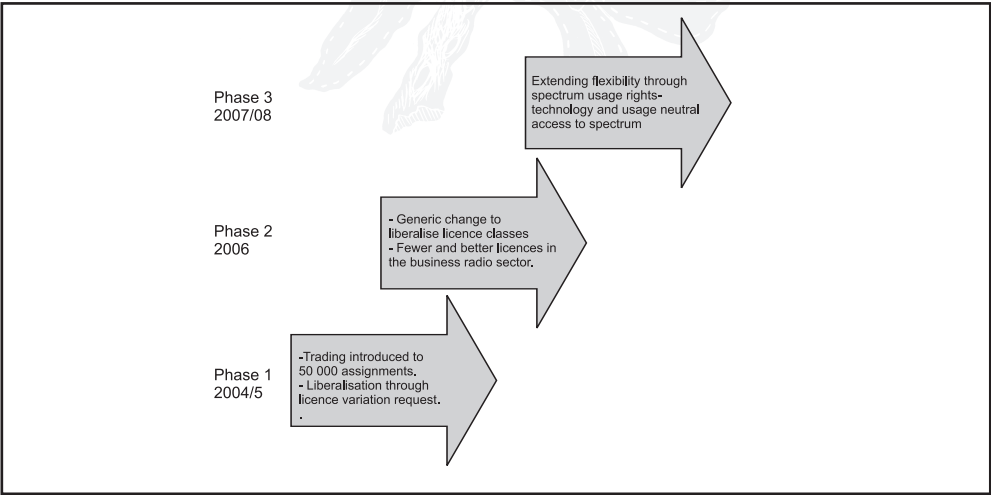 Phase 3
2007/08
Extending flexibility through
spectrum usage rights-
technology and usage neutral
access to spectrum
Phase 2
2006
- Generic change to
liberalise licence classes
- Fewer and better licences in
the business radio sector.
Phase 1
2004/5
-Trading introduced to
50 000 assignments.
- Liberalisation through
licence variation request.
.